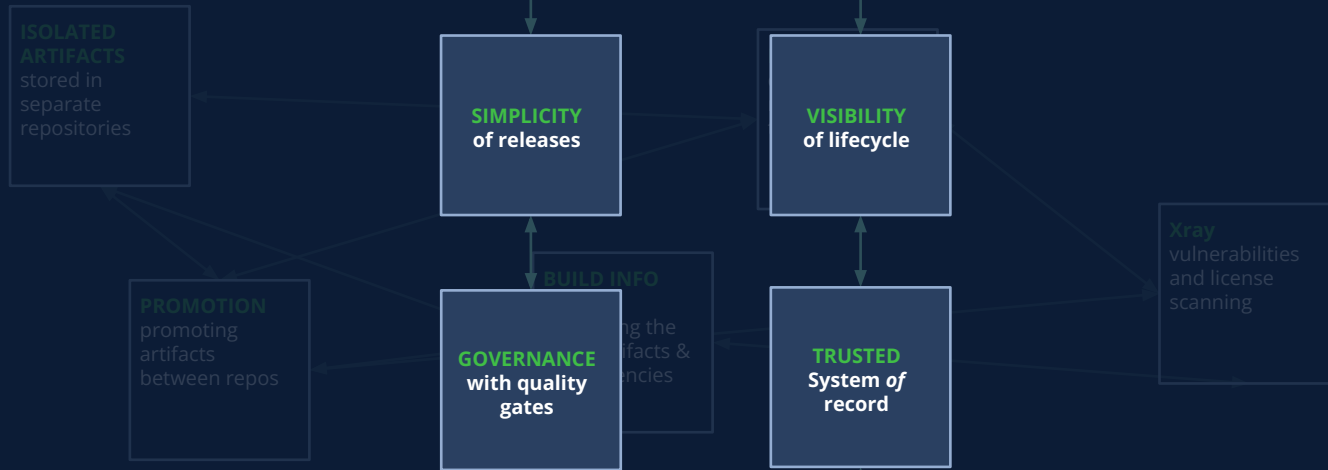 ISOLATED
ARTIFACTS
stored in
separate
repositories
SIMPLICITY
of releases
VISIBILITY
of lifecycle
Xray
vulnerabilities
and license
scanning
PROMOTION
promoting
artifacts
between repos
BUILD INFO
the
&
GOVERNANCE
with quality
gates
TRUSTED
System of
record